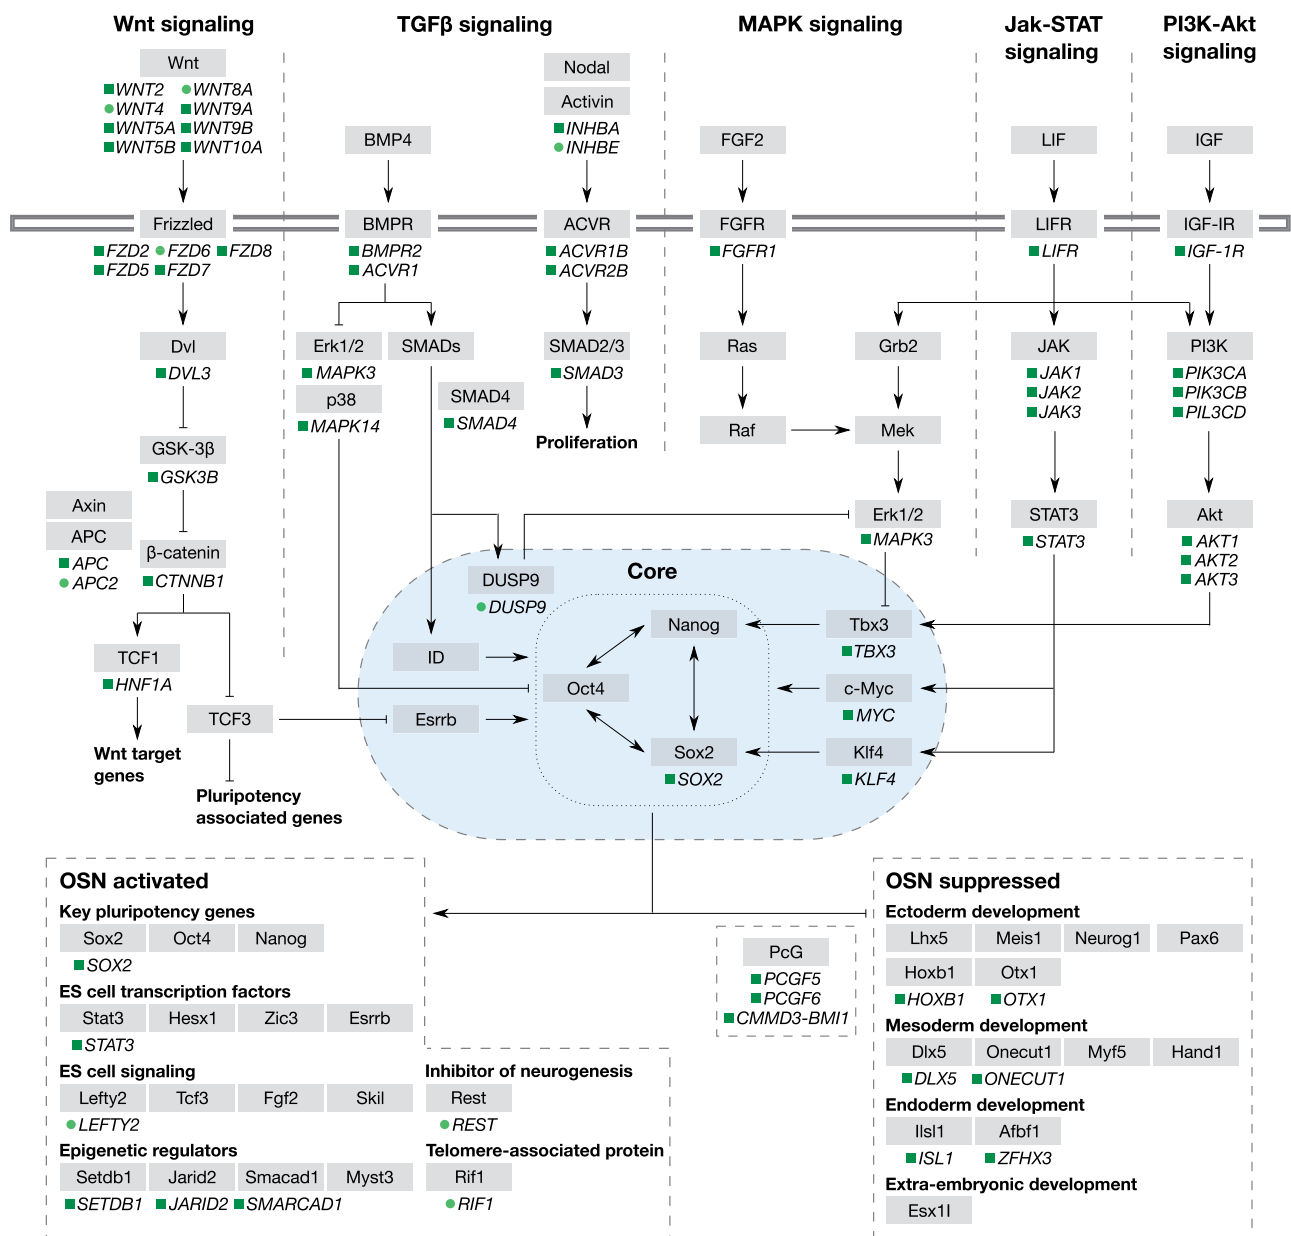 Wnt signaling
TGFβ signaling
MAPK signaling
Jak-STAT
signaling
PI3K-Akt
signaling
Wnt
WNT2 WNT8A
WNT4 WNT9A
WNT5A WNT9B
WNT5B WNT10A
Nodal
Activin
INHBA
INHBE
BMP4
FGF2
LIF
IGF
Frizzled
BMPR
ACVR
FGFR
LIFR
IGF-IR
FZD2 FZD6 FZD8
FZD5 FZD7
BMPR2
ACVR1
ACVR1B
ACVR2B
FGFR1
LIFR
IGF-1R
Dvl
DVL3
Erk1/2
MAPK3
p38
MAPK14
SMADs
SMAD4
SMAD4
SMAD2/3
SMAD3
Proliferation
Ras
Raf
Grb2
Mek
JAK
JAK1
JAK2
JAK3
PI3K
PIK3CA
PIK3CB
PIL3CD
GSK-3β
GSK3B
Axin
APC
APC
APC2
β-catenin
CTNNB1
Erk1/2
MAPK3
STAT3
STAT3
Akt
AKT1
AKT2
AKT3
Core
DUSP9
DUSP9
Nanog
Tbx3
TBX3
TCF1
HNF1A
ID
Oct4
c-Myc
MYC
TCF3
Esrrb
Sox2
SOX2
Klf4
KLF4
Wnt target
genes
Pluripotency
associated genes
OSN activated
Key pluripotency genes
Sox2 Oct4 Nanog
SOX2
ES cell transcription factors
Stat3 Hesx1 Zic3 Esrrb
STAT3
ES cell signaling
Lefty2 Tcf3 Fgf2 Skil
LEFTY2
Epigenetic regulators
Setdb1 Jarid2 Smacad1 Myst3
SETDB1 JARID2 SMARCAD1
Inhibitor of neurogenesis
Rest
REST
Telomere-associated protein
Rif1
RIF1
PcG
PCGF5
PCGF6
CMMD3-BMI1
OSN suppressed
Ectoderm development
Lhx5 Meis1 Neurog1 Pax6
Hoxb1 Otx1
HOXB1 OTX1
Mesoderm development
Dlx5 Onecut1 Myf5 Hand1
DLX5 ONECUT1
Endoderm development
Ilsl1 Afbf1
ISL1 ZFHX3
Extra-embryonic development
Esx1l